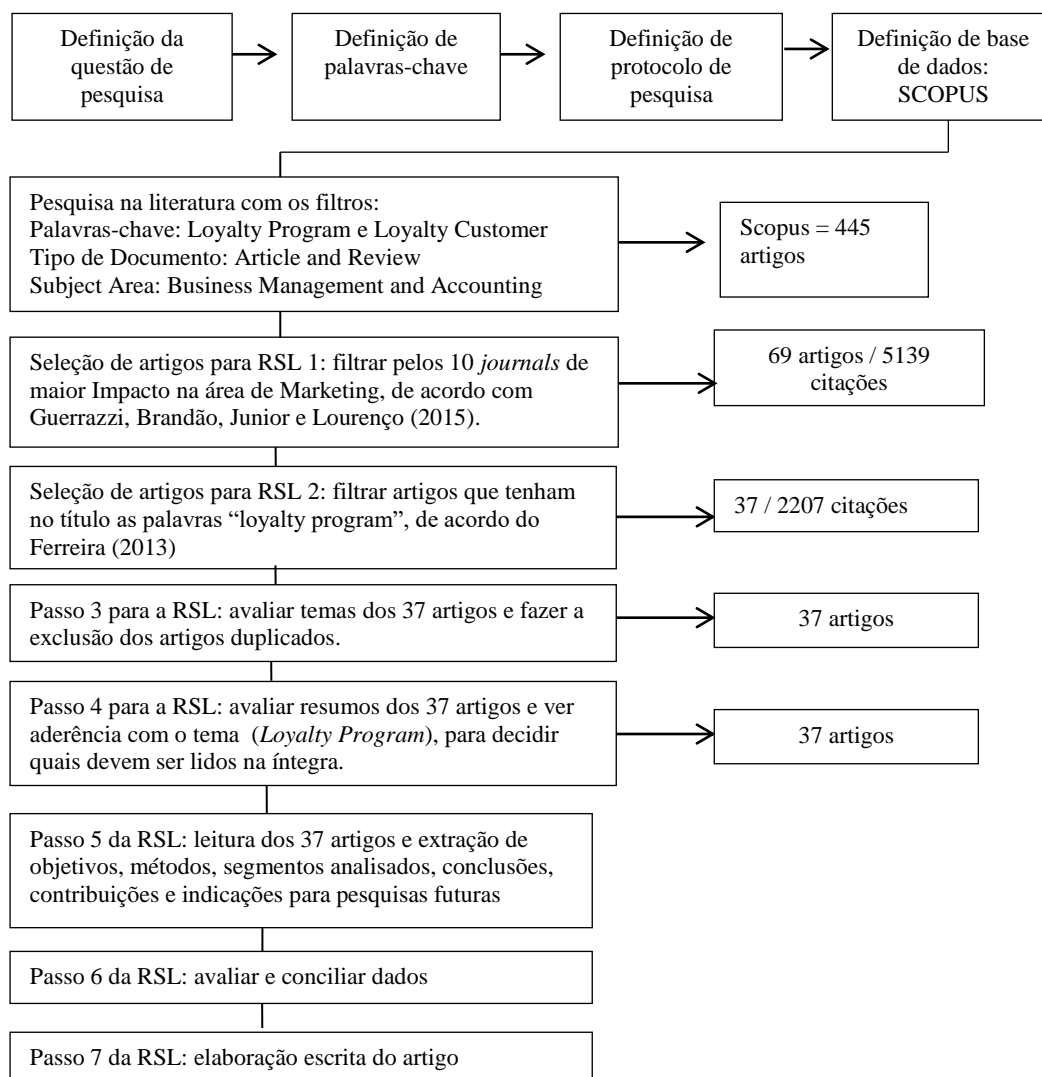 Definição da
questão de
pesquisa
Definição de
palavras-chave
Definição de
protocolo de
pesquisa
Definição de base
de dados:
SCOPUS
Pesquisa na literatura com os filtros:
Palavras-chave: Loyalty Program e Loyalty Customer
Tipo de Documento: Article and Review
Subject Area: Business Management and Accounting
Scopus = 445
artigos
Seleção de artigos para RSL 1: filtrar pelos 10 journals de
maior Impacto na área de Marketing, de acordo com
Guerrazzi, Brandão, Junior e Lourenço (2015).
69 artigos / 5139
citações
Seleção de artigos para RSL 2: filtrar artigos que tenham
no título as palavras “loyalty program”, de acordo do
Ferreira (2013)
37 / 2207 citações
Passo 3 para a RSL: avaliar temas dos 37 artigos e fazer a
exclusão dos artigos duplicados.
37 artigos
Passo 4 para a RSL: avaliar resumos dos 37 artigos e ver
aderência com o tema (Loyalty Program), para decidir
quais devem ser lidos na íntegra.
37 artigos
Passo 5 da RSL: leitura dos 37 artigos e extração de
objetivos, métodos, segmentos analisados, conclusões,
contribuições e indicações para pesquisas futuras
Passo 6 da RSL: avaliar e conciliar dados
Passo 7 da RSL: elaboração escrita do artigo